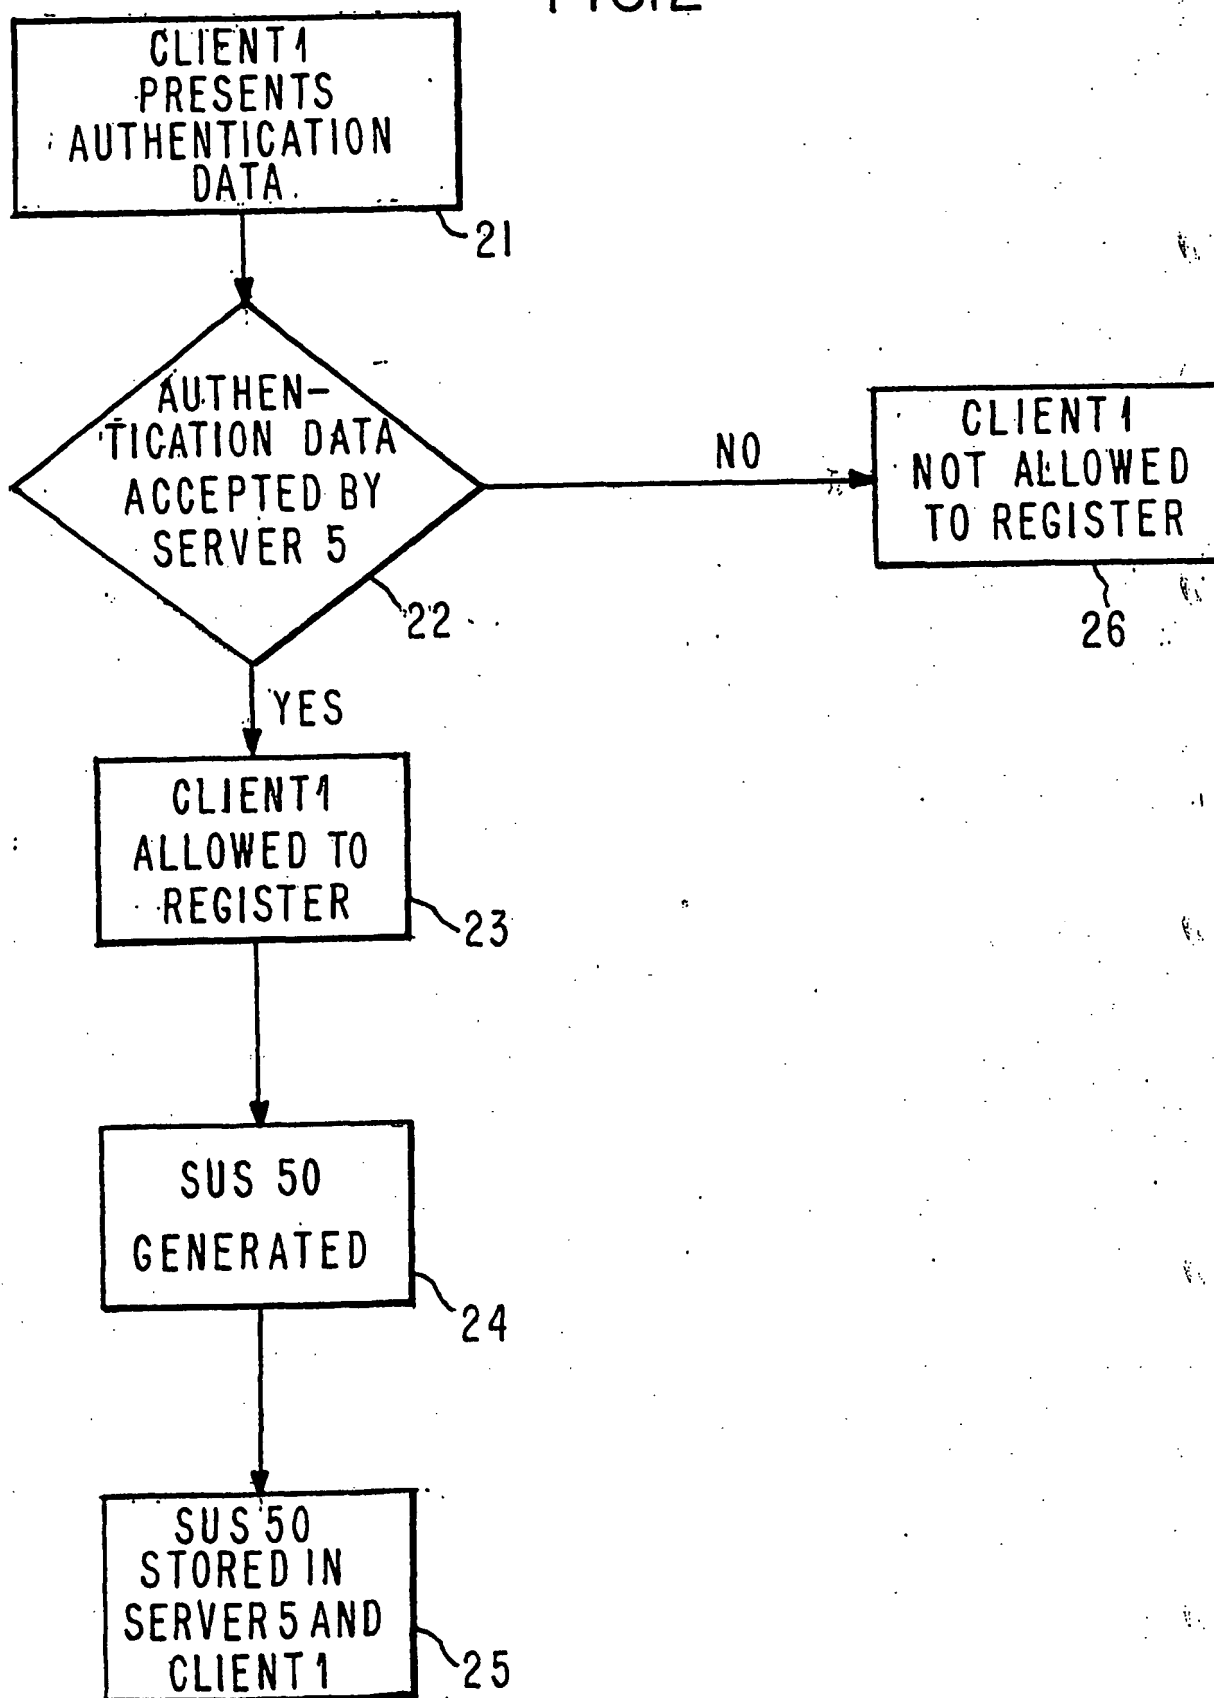 FIG.2
CLIENT 1
PRESENTS
AUTHENTICATION
DATA.
21
AUTHEN-
TICATION DATA
ACCEPTED BY
SERVER 5
22
NO
CLIENT 1
NOT ALLOWED
TO REGISTER
26
YES
CLIENT 1
ALLOWED TO
REGISTER
23
SUS 50
GENERATED
24
SUS 50
STORED IN
SERVER 5 AND
CLIENT 1
25